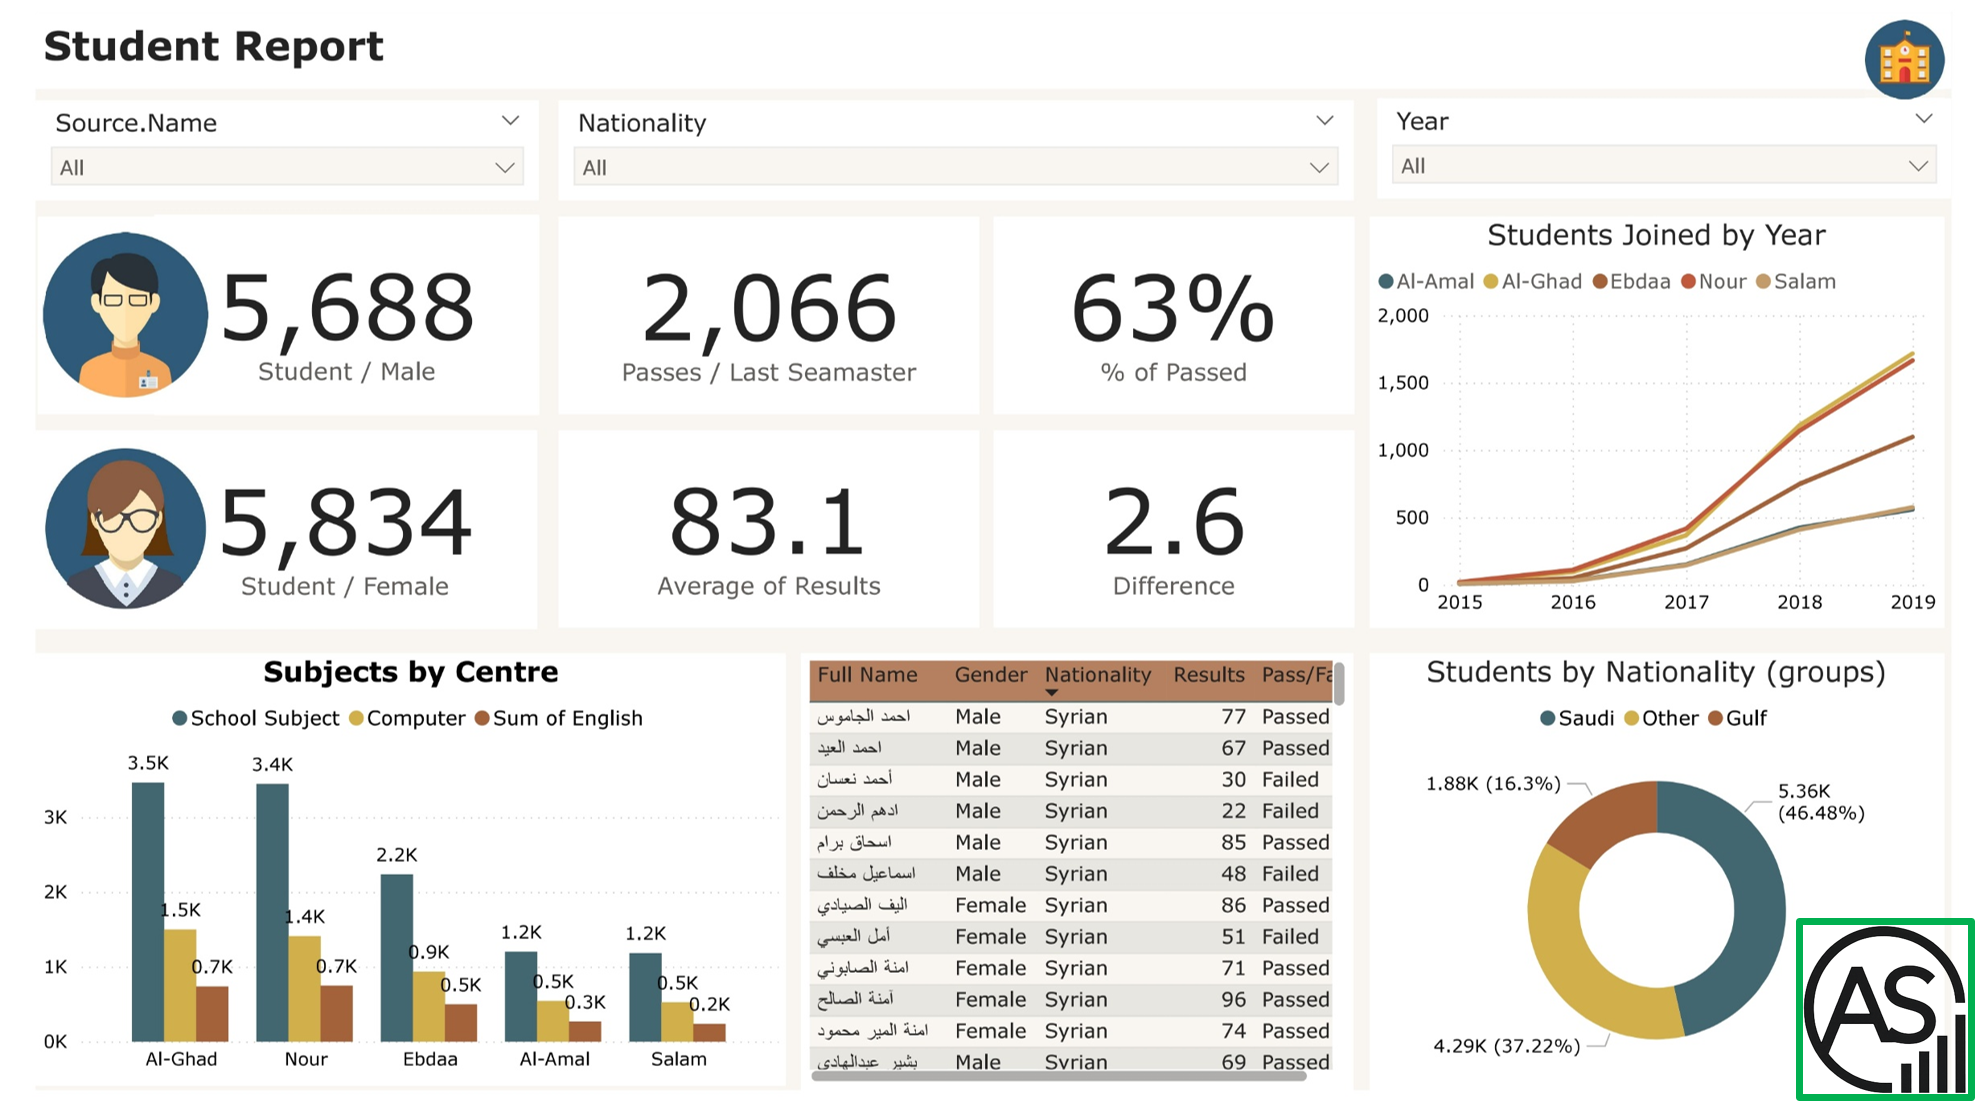 Student Report
Source.Name
All
Nationality
All
Year
All
5,688
Student / Male
2,066
Passes / Last Seamaster
63%
% of Passed
5,834
Student / Female
83.1
Average of Results
2.6
Difference
Students Joined by Year
Al-Amal Al-Ghad Ebdaa Nour Salam
2,000
1,500
1,000
500
0
2015 2016 2017 2018 2019
Subjects by Centre
School Subject Computer Sum of English
3.5K
3.4K
2.2K
1.2K
1.2K
1.5K
1.4K
0.9K
0.5K
0.5K
0.7K
0.7K
0.5K
0.3K
0.2K
3K
2K
1K
0K
Al-Ghad Nour Ebdaa Al-Amal Salam
Full Name Gender Nationality Results Pass/Fa
احمد الجاموس Male Syrian 77 Passed
احمد العيد Male Syrian 67 Passed
أحمد نعسان Male Syrian 30 Failed
ادهم الرحمن Male Syrian 22 Failed
اسحاق برام Male Syrian 85 Passed
اسماعيل مخلف Male Syrian 48 Failed
اليف الصيادي Female Syrian 86 Passed
أمل العبسي Female Syrian 51 Failed
امنة الصابوني Female Syrian 71 Passed
آمنة الصالح Female Syrian 96 Passed
امنة المير محمود Female Syrian 74 Passed
بشير عبدالهادي Male Syrian 69 Passed
Students by Nationality (groups)
Saudi Other Gulf
1.88K (16.3%)
5.36K
(46.48%)
4.29K (37.22%)
AS